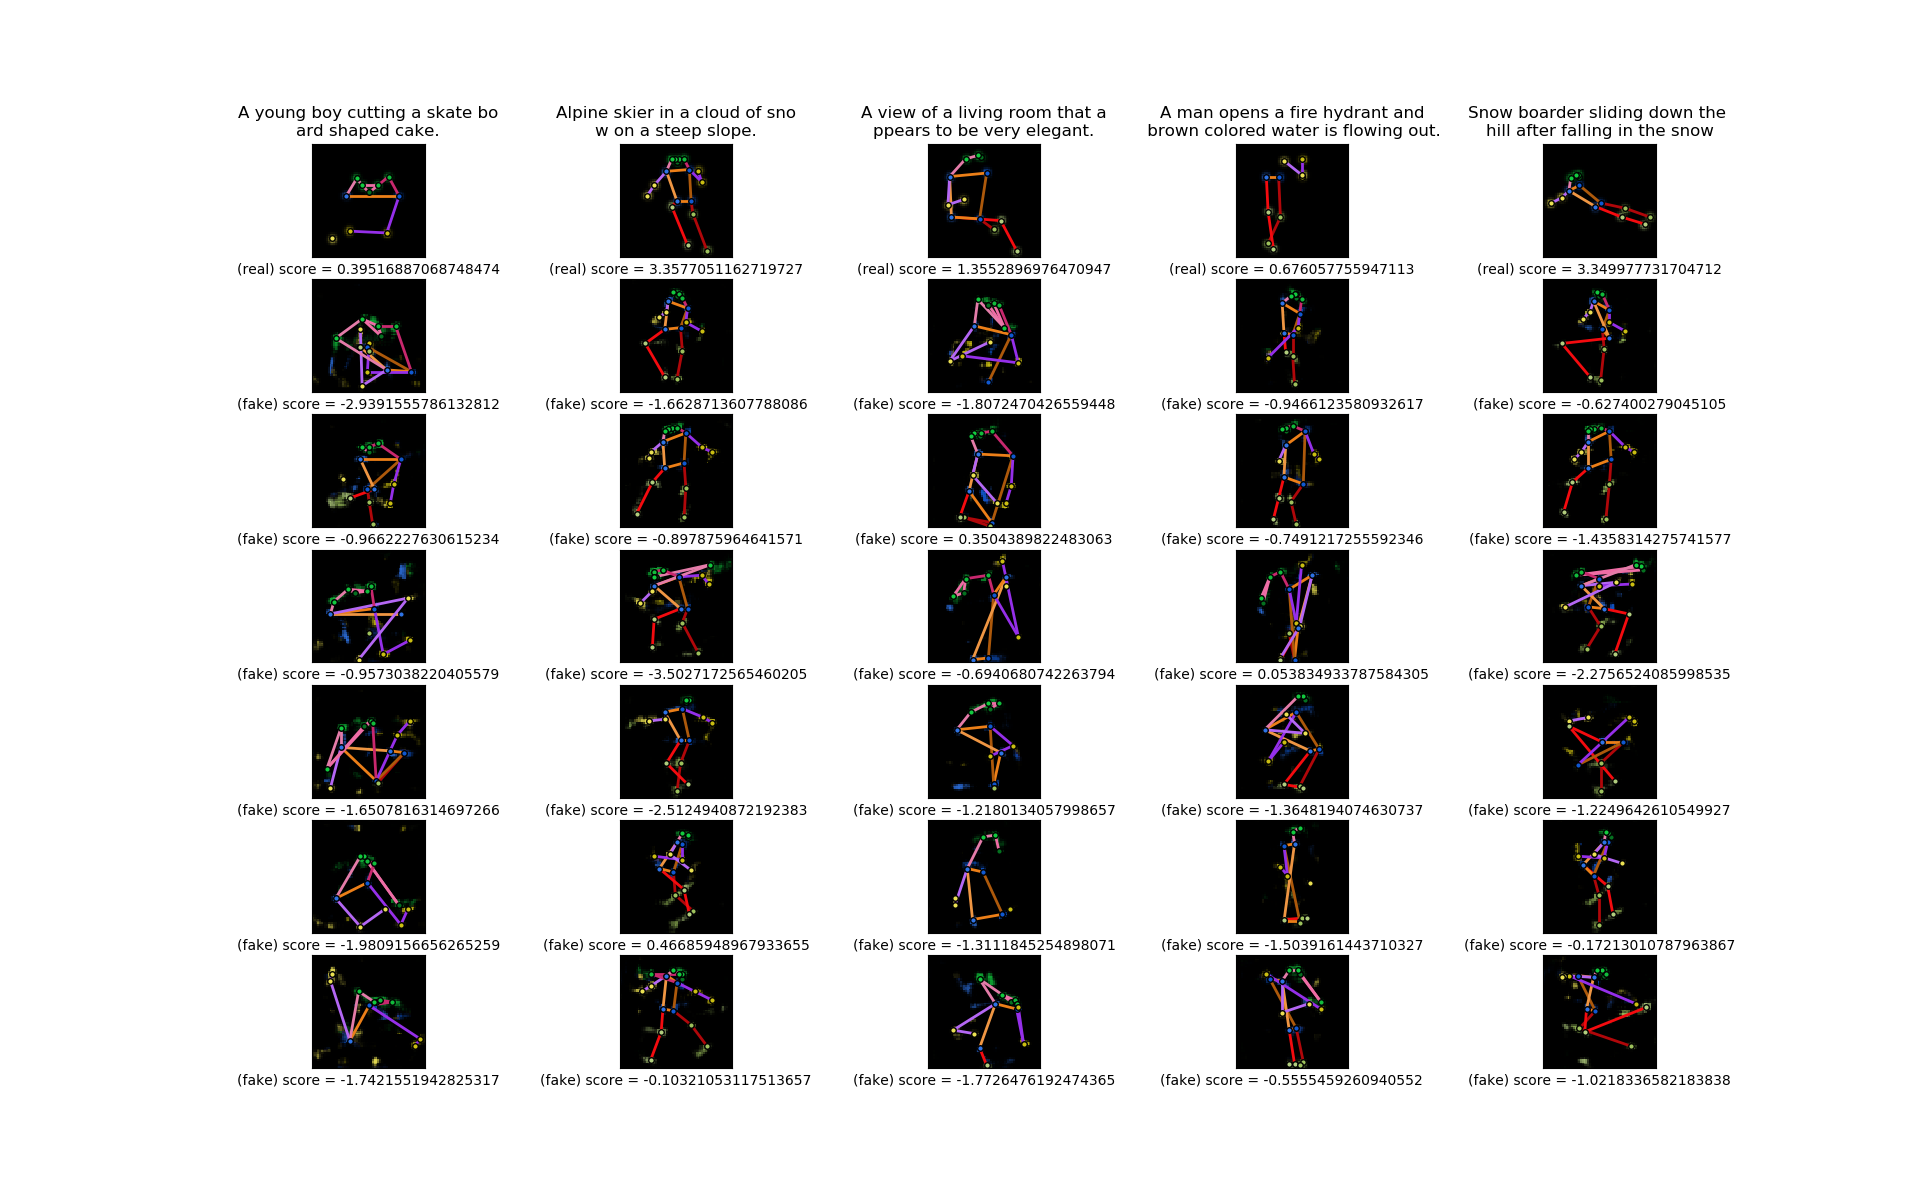 A young boy cutting a skate bo
ard shaped cake.
Alpine skier in a cloud of sno
w on a steep slope.
A view of a living room that a
ppears to be very elegant.
A man opens a fire hydrant and
brown colored water is flowing out.
Snow boarder sliding down the
hill after falling in the snow
(real) score = 0.39516887068748474
(real) score = 3.3577051162719727
(real) score = 1.3552896976470947
(real) score = 0.676057755947113
(real) score = 3.349977731704712
(fake) score = -2.9391555786132812
(fake) score = -1.6628713607788086
(fake) score = -1.8072470426559448
(fake) score = -0.9466123580932617
(fake) score = -0.627400279045105
(fake) score = -0.9662227630615234
(fake) score = -0.897875964641571
(fake) score = 0.3504389822483063
(fake) score = -0.7491217255592346
(fake) score = -1.4358314275741577
(fake) score = -0.9573038220405579
(fake) score = -3.5027172565460205
(fake) score = -0.6940680742263794
(fake) score = 0.053834933787584305
(fake) score = -2.2756524085998535
(fake) score = -1.6507816314697266
(fake) score = -2.5124940872192383
(fake) score = -1.2180134057998657
(fake) score = -1.3648194074630737
(fake) score = -1.2249642610549927
(fake) score = -1.9809156656265259
(fake) score = 0.46685948967933655
(fake) score = -1.3111845254898071
(fake) score = -1.5039161443710327
(fake) score = -0.17213010787963867
(fake) score = -1.7421551942825317
(fake) score = -0.10321053117513657
(fake) score = -1.7726476192474365
(fake) score = -0.5555459260940552
(fake) score = -1.0218336582183838